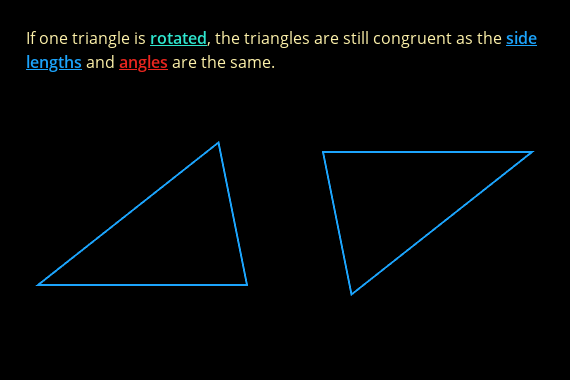 If one triangle is rotated, the triangles are still congruent as the side
lengths and angles are the same.